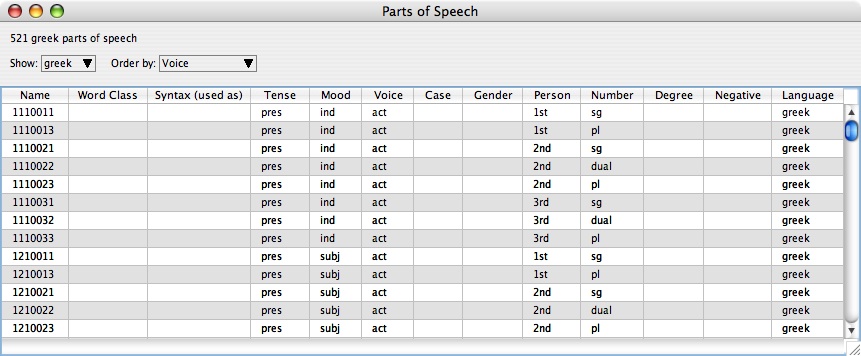 Parts of Speech
521 greek parts of speech
Show: greek Order by: Voice
Name Word Class Syntax (used as) Tense Mood Voice Case Gender Person Number Degree Negative Language
1110011 pres ind act 1st sg greek
1110013 pres ind act 1st pl greek
1110021 pres ind act 2nd sg greek
1110022 pres ind act 2nd dual greek
1110023 pres ind act 2nd pl greek
1110031 pres ind act 3rd sg greek
1110032 pres ind act 3rd dual greek
1110033 pres ind act 3rd pl greek
1210011 pres subj act 1st sg greek
1210013 pres subj act 1st pl greek
1210021 pres subj act 2nd sg greek
1210022 pres subj act 2nd dual greek
1210023 pres subj act 2nd pl greek